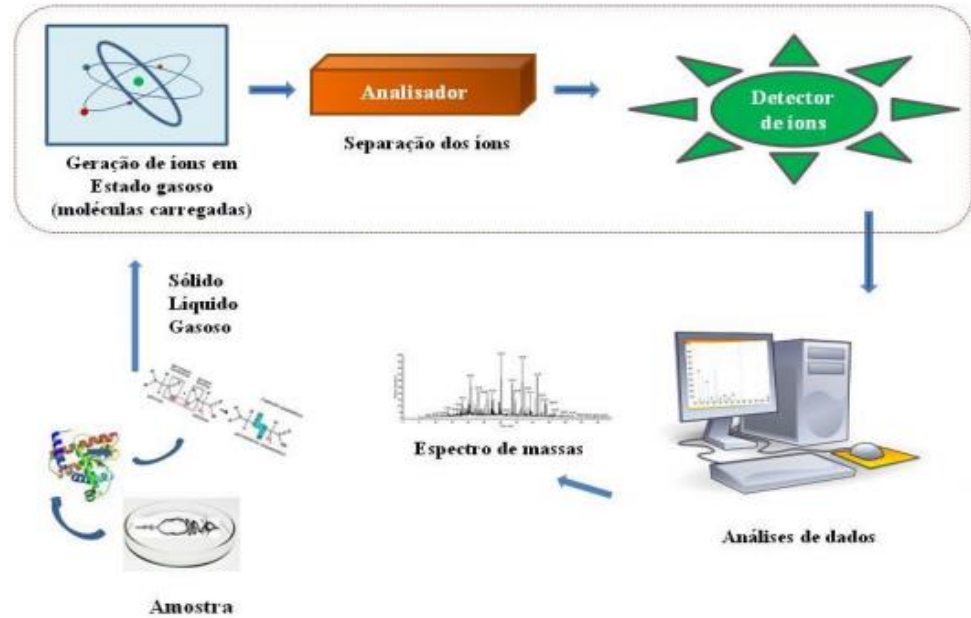 Analisador
Detector
de íons
Separação dos íons
Geração de íons em
Estado gasoso
(moléculas carregadas)
Sólido
Líquido
Gasoso
Espectro de massas
Análises de dados
Amostra